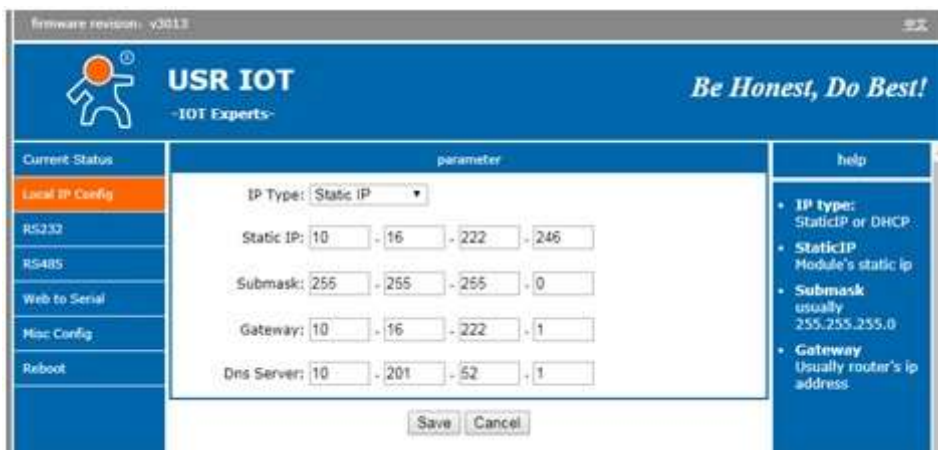 firmware revision: v3013
中文
®
USR IOT
-IOT Experts-
Be Honest, Do Best!
Current Status
Local IP Config
RS232
RS485
Web to Serial
Misc Config
Reboot
parameter
IP Type: Static IP
Static IP: 10 . 16 . 222 . 246
Submask: 255 . 255 . 255 . 0
Gateway: 10 . 16 . 222 . 1
Dns Server: 10 . 201 . 52 . 1
Save Cancel
help
• IP type:
StaticIP or DHCP
• StaticIP
Module's static ip
• Submask
usually
255.255.255.0
• Gateway
Usually router's ip
address